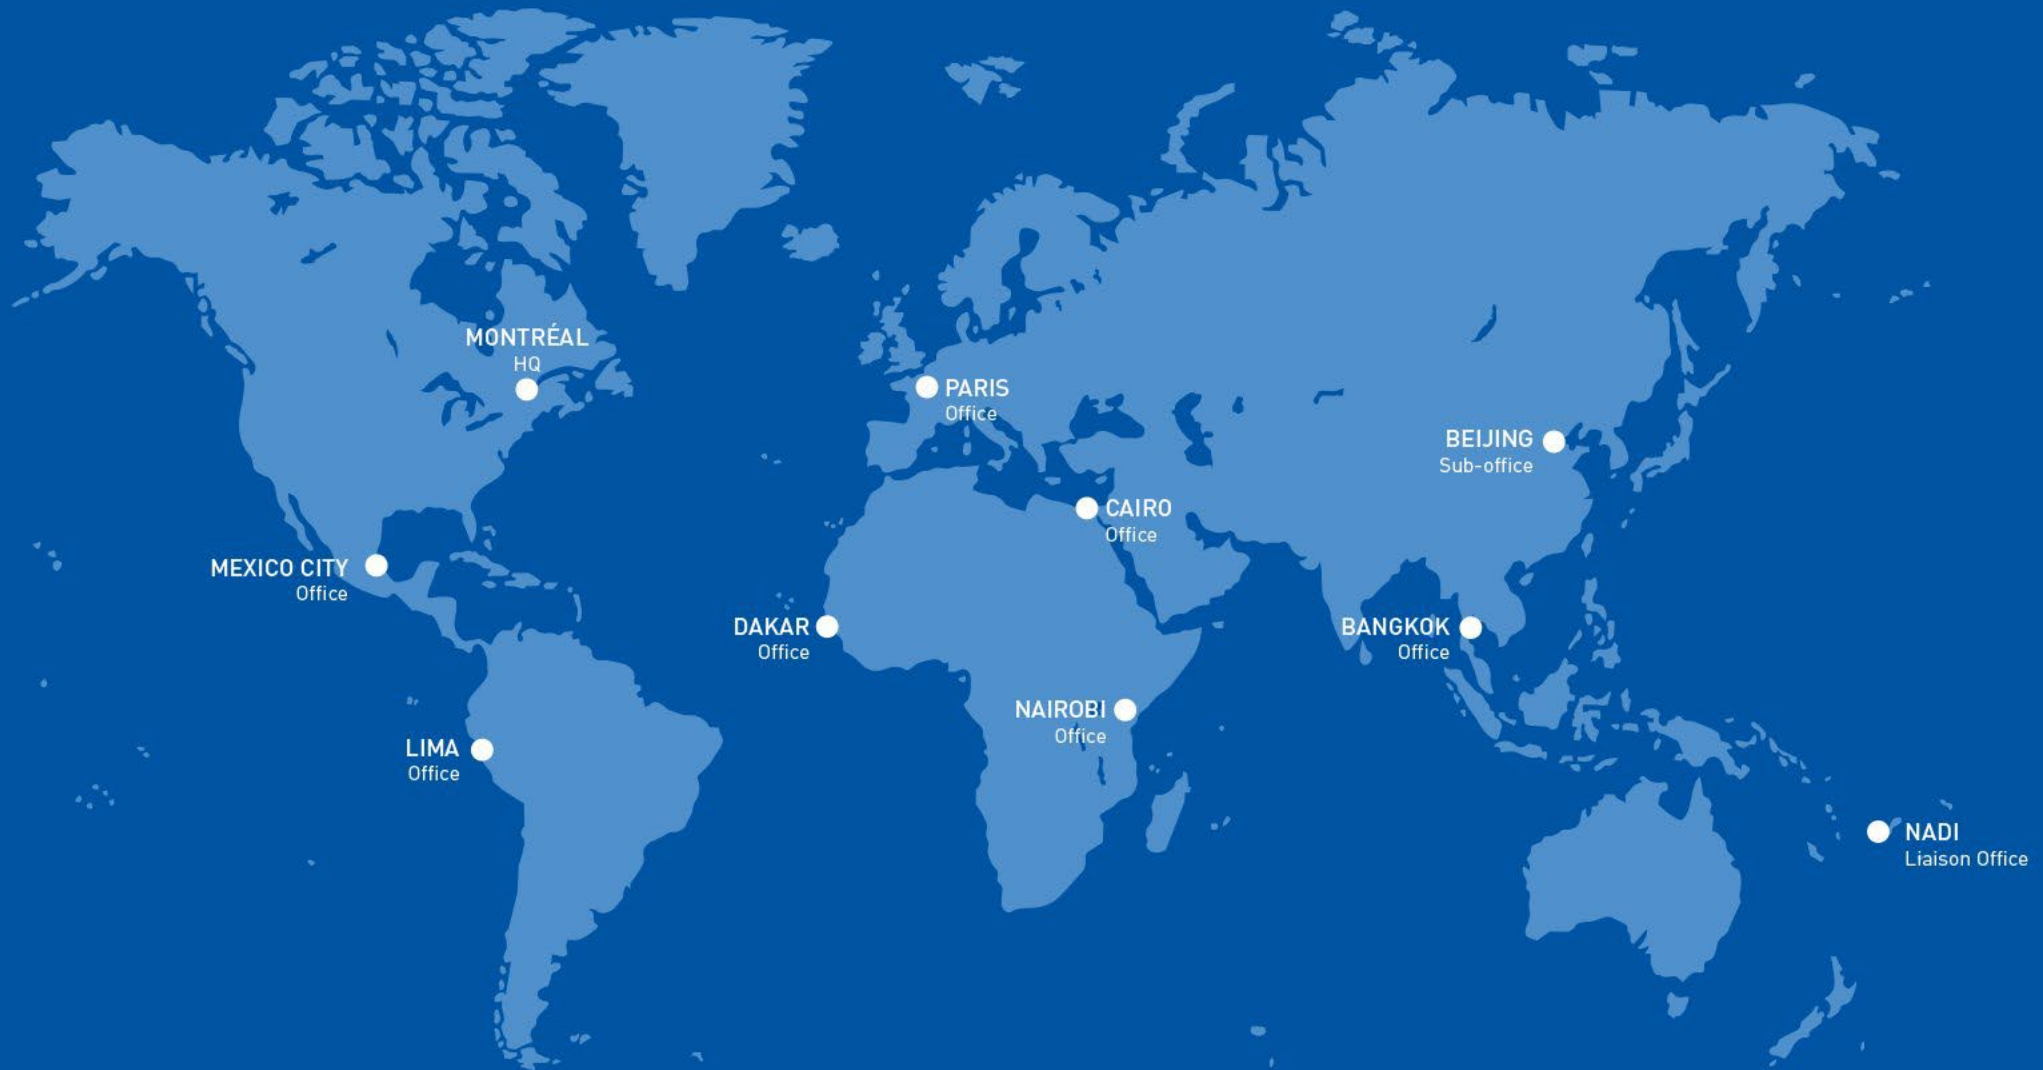 MONTRÉAL
HQ
PARIS
Office
BEIJING
Sub-office
CAIRO
Office
MEXICO CITY
Office
DAKAR
Office
BANGKOK
Office
NAIROBI
Office
LIMA
Office
NADI
Liaison Office